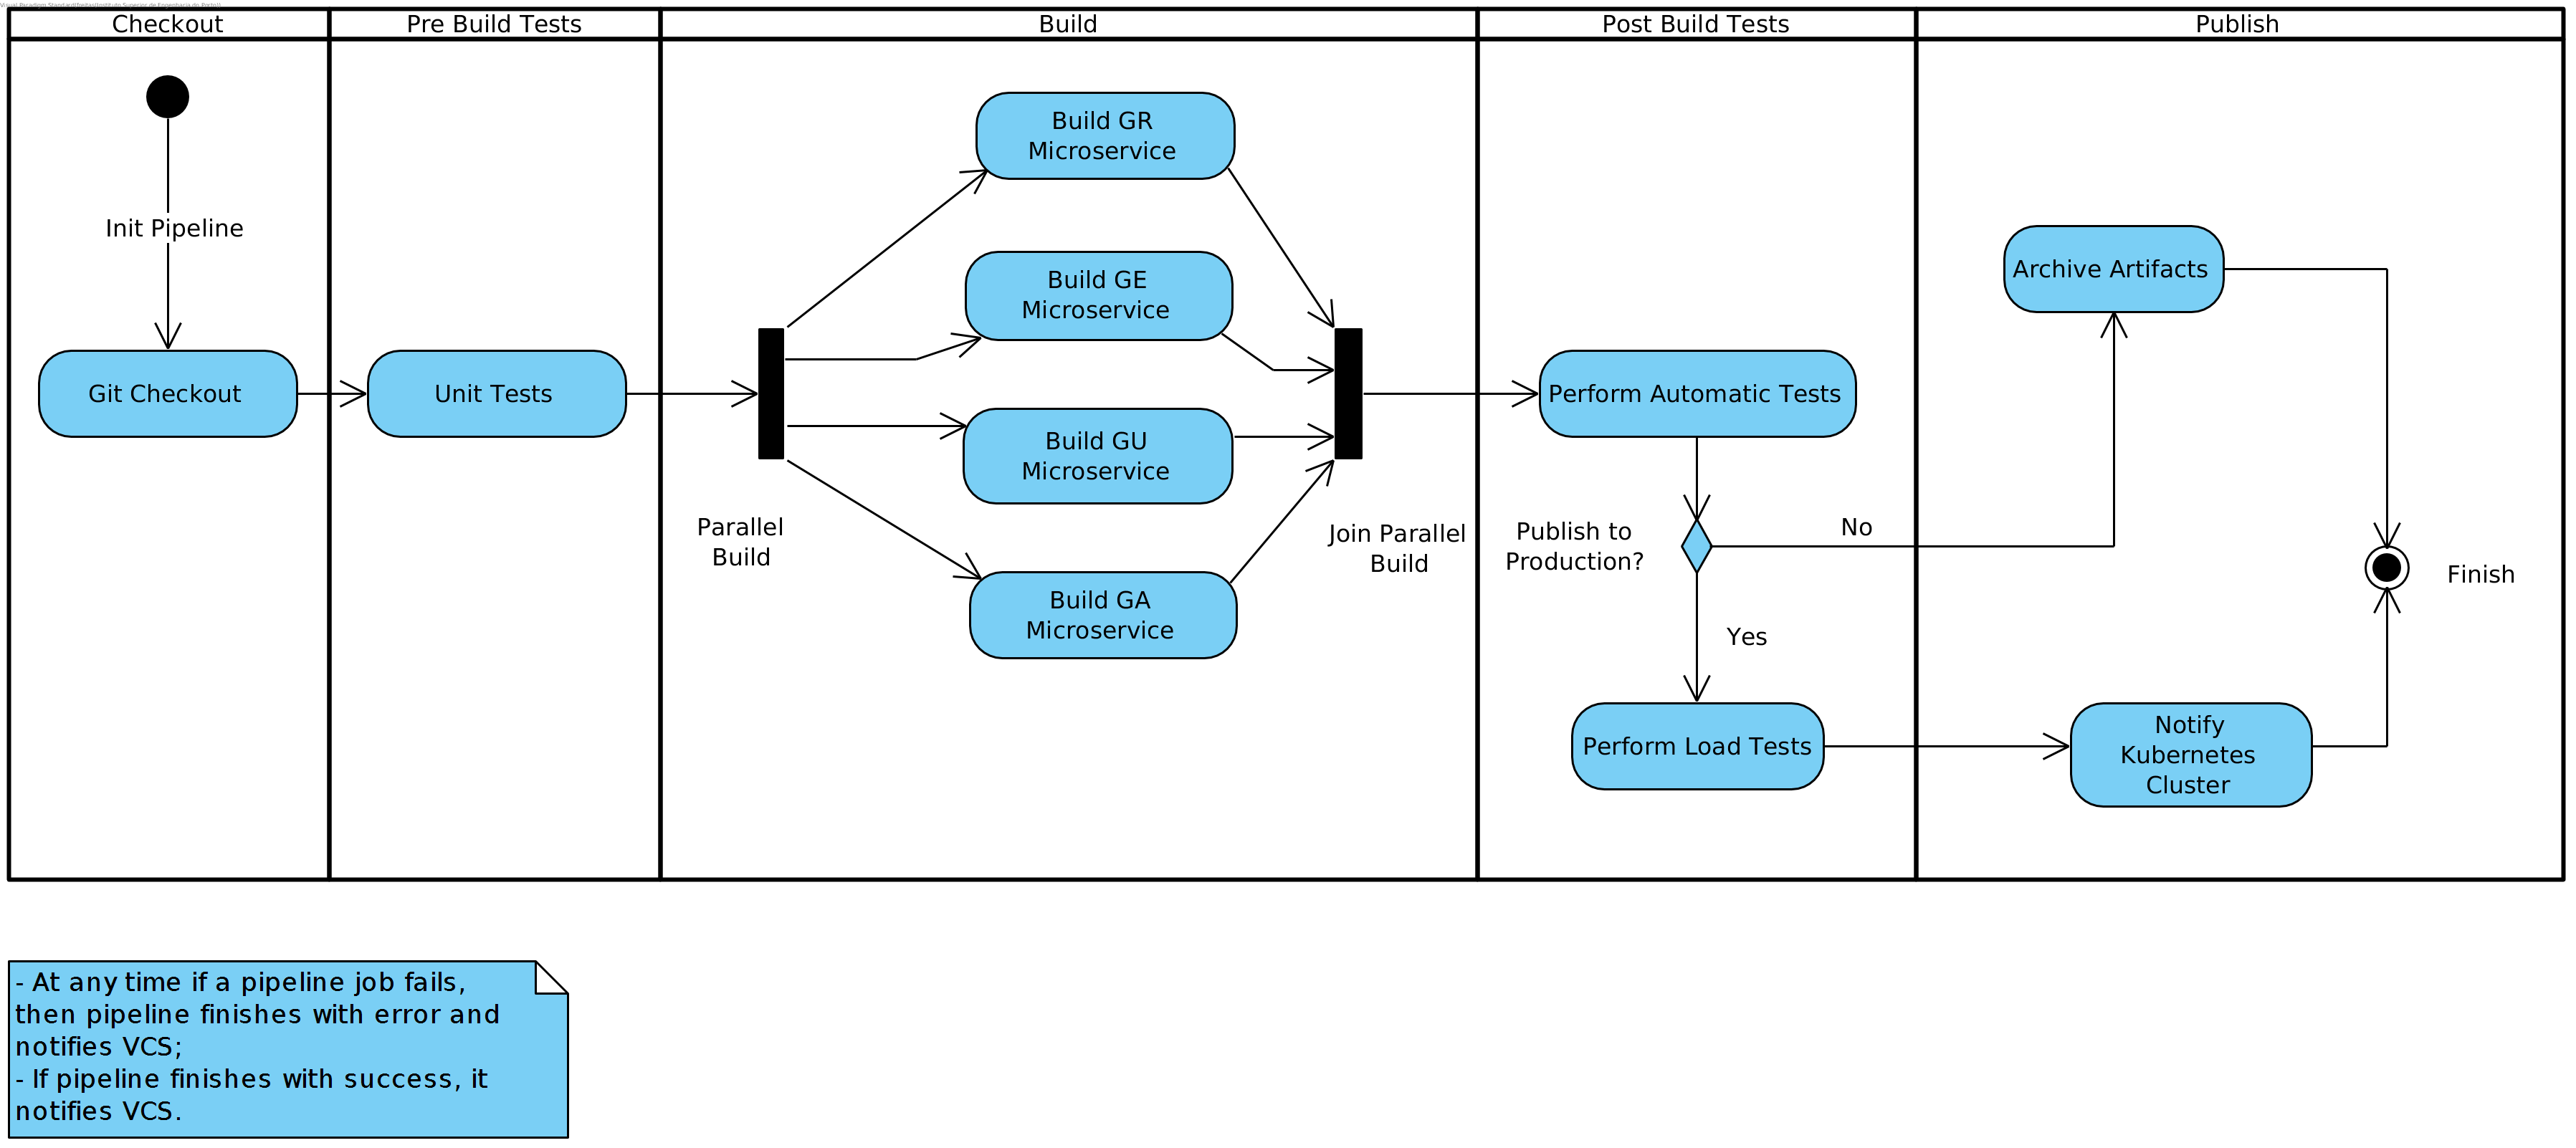 Visual Paradigm Standard(freitas(Instituto Superior de Engenharia do Porto))
Checkout
Pre Build Tests
Build
Post Build Tests
Publish
Init Pipeline
Git Checkout
Unit Tests
Parallel
Build
Build GR
Microservice
Build GE
Microservice
Build GU
Microservice
Build GA
Microservice
Join Parallel
Build
Perform Automatic Tests
Publish to
Production?
No
Yes
Perform Load Tests
Archive Artifacts
Notify
Kubernetes
Cluster
Finish
- At any time if a pipeline job fails,
then pipeline finishes with error and
notifies VCS;
- If pipeline finishes with success, it
notifies VCS.